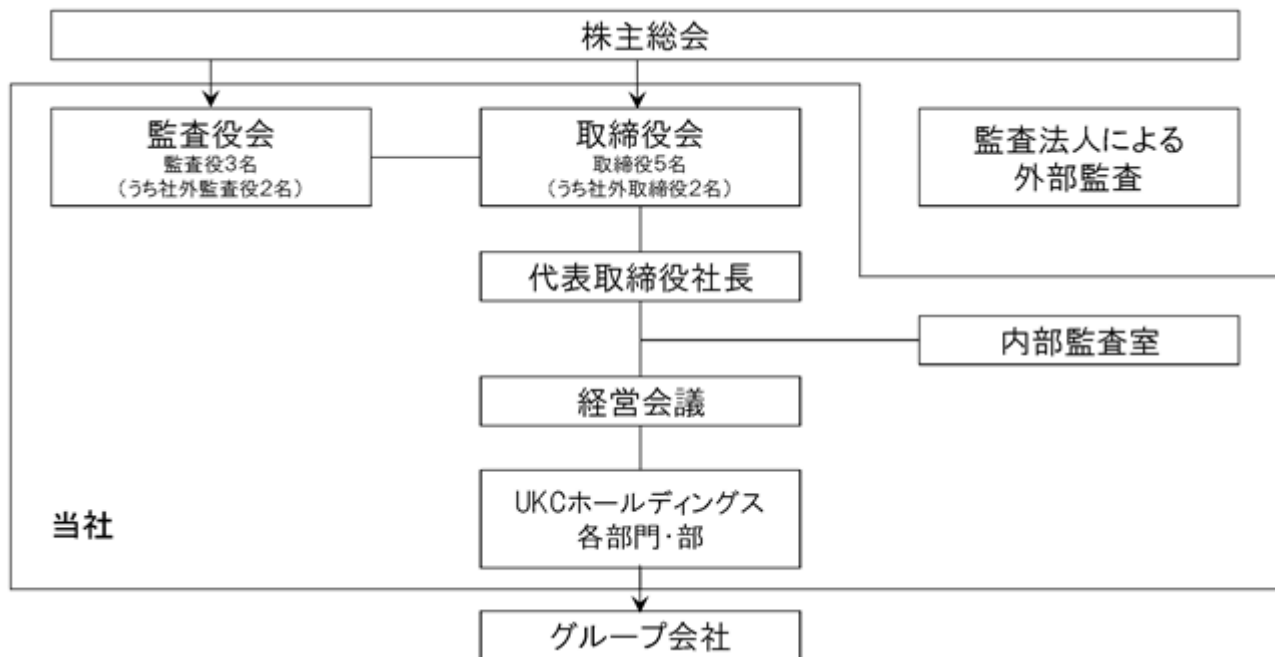 株主総会
監査役会
監査役3名
（うち社外監査役2名）
取締役会
取締役5名
（うち社外取締役2名）
監査法人による
外部監査
代表取締役社長
内部監査室
経営会議
UKCホールディングス
各部門・部
当社
グループ会社